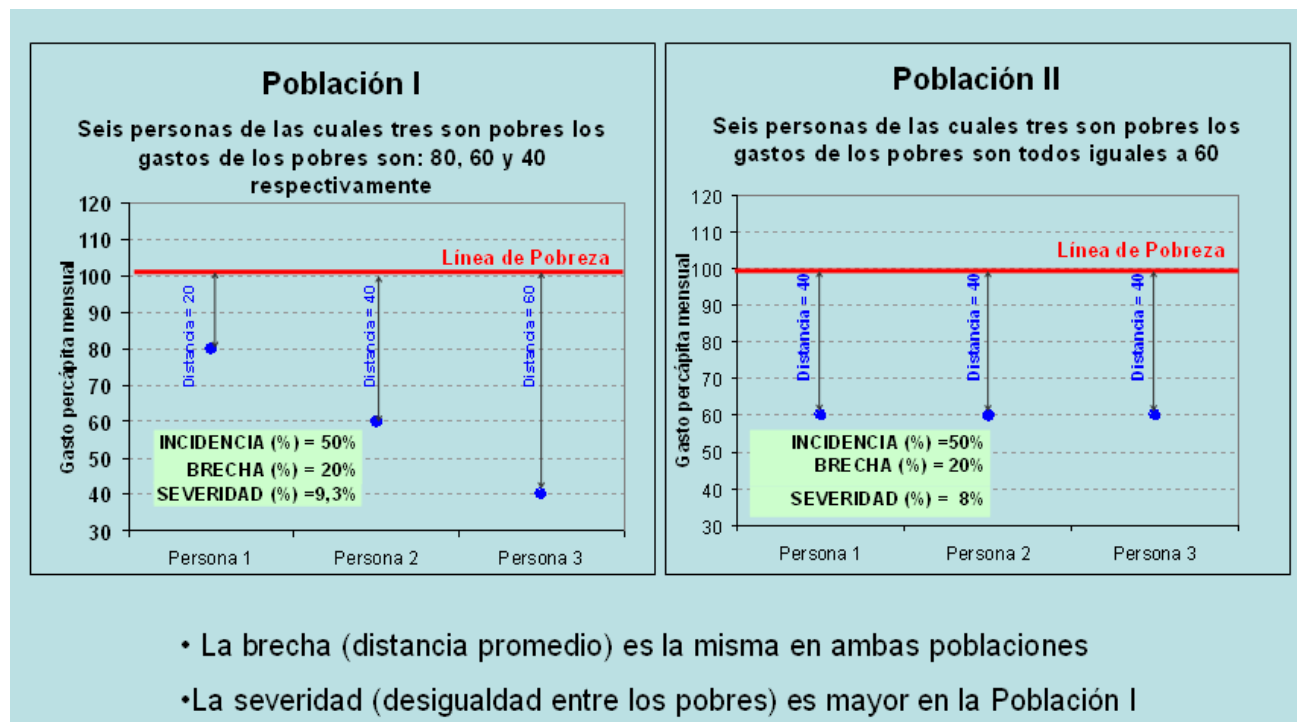 Población I
Seis personas de las cuales tres son pobres los
gastos de los pobres son: 80, 60 y 40
respectivamente
120
110
100
90
80
70
60
50
40
30
Gasto percápita mensual
Línea de Pobreza
Distancia = 20
Distancia = 40
Distancia = 60
INCIDENCIA (%) = 50%
BRECHA (%) = 20%
SEVERIDAD (%) =9,3%
Persona 1
Persona 2
Persona 3
Población II
Seis personas de las cuales tres son pobres los
gastos de los pobres son todos iguales a 60
120
110
100
90
80
70
60
50
40
30
Gasto percápita mensual
Línea de Pobreza
Distancia = 40
Distancia = 40
Distancia = 40
INCIDENCIA (%) =50%
BRECHA (%) = 20%
SEVERIDAD (%) = 8%
Persona 1
Persona 2
Persona 3
• La brecha (distancia promedio) es la misma en ambas poblaciones
•La severidad (desigualdad entre los pobres) es mayor en la Población I